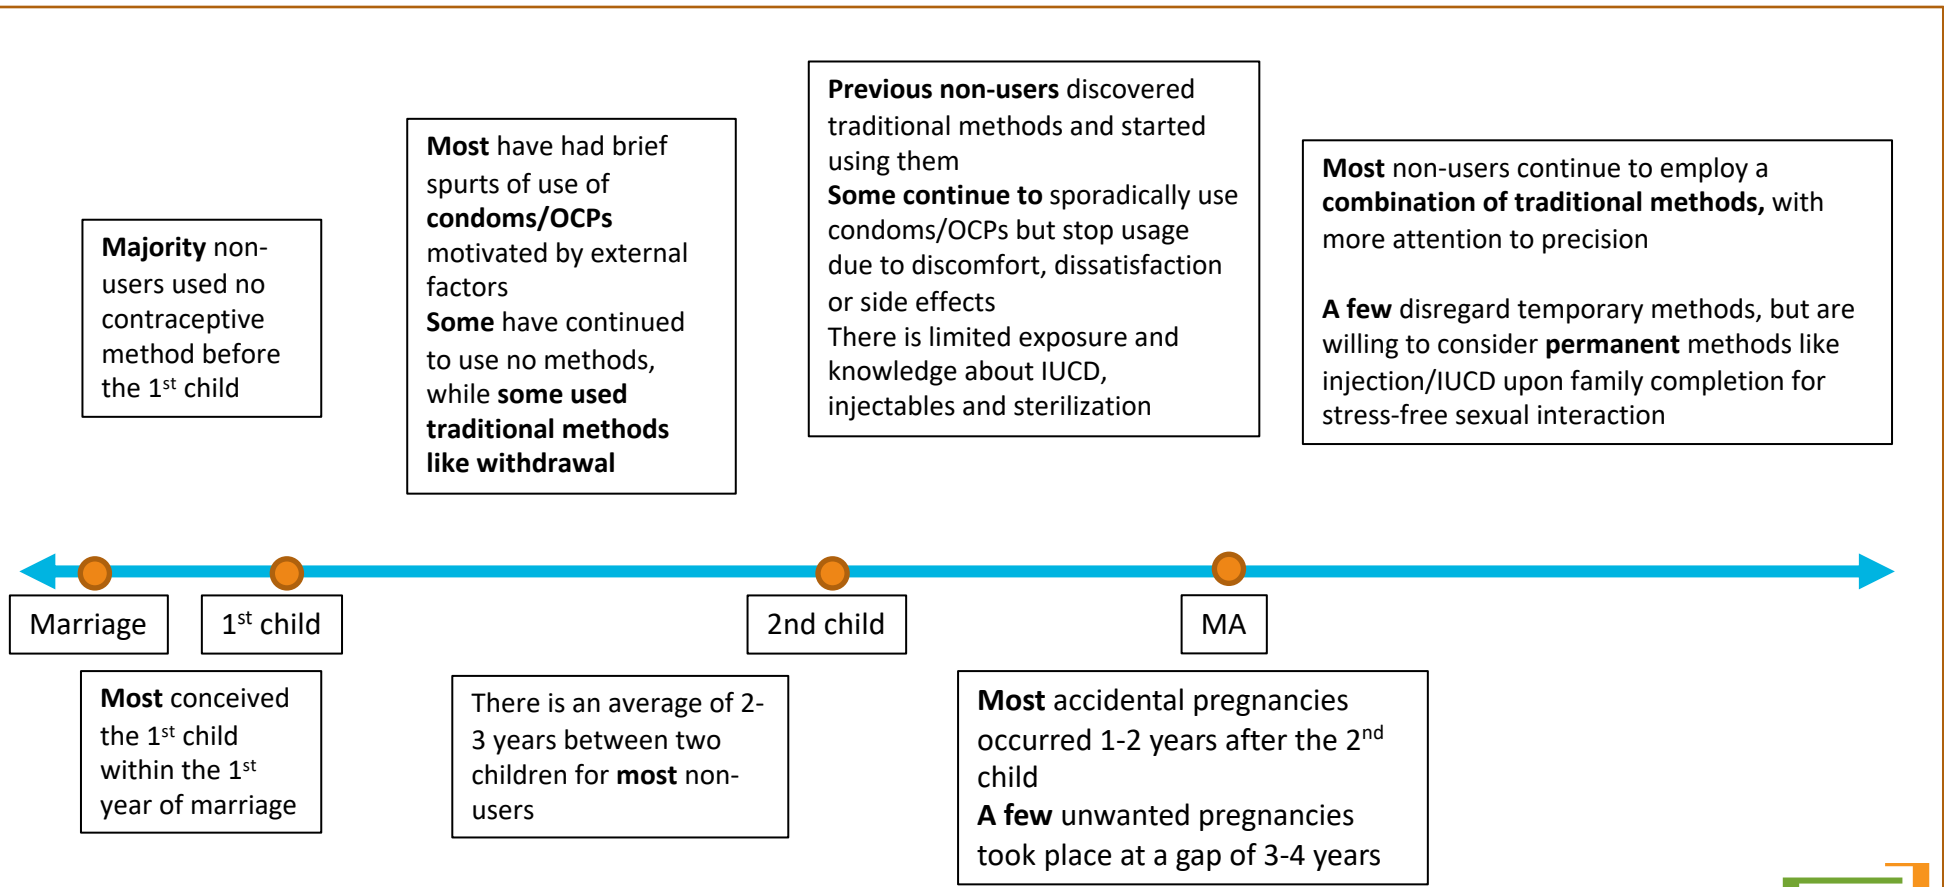 Majority non-
users used no
contraceptive
method before
the 1st child
Most have had brief
spurts of use of
condoms/OCPs
motivated by external
factors
Some have continued
to use no methods,
while some used
traditional methods
like withdrawal
Previous non-users discovered
traditional methods and started
using them
Some continue to sporadically use
condoms/OCPs but stop usage
due to discomfort, dissatisfaction
or side effects
There is limited exposure and
knowledge about IUCD,
injectables and sterilization
Most non-users continue to employ a
combination of traditional methods, with
more attention to precision
A few disregard temporary methods, but are
willing to consider permanent methods like
injection/IUCD upon family completion for
stress-free sexual interaction
Marriage
1st child
2nd child
MA
Most conceived
the 1st child
within the 1st
year of marriage
There is an average of 2-
3 years between two
children for most non-
users
Most accidental pregnancies
occurred 1-2 years after the 2nd
child
A few unwanted pregnancies
took place at a gap of 3-4 years